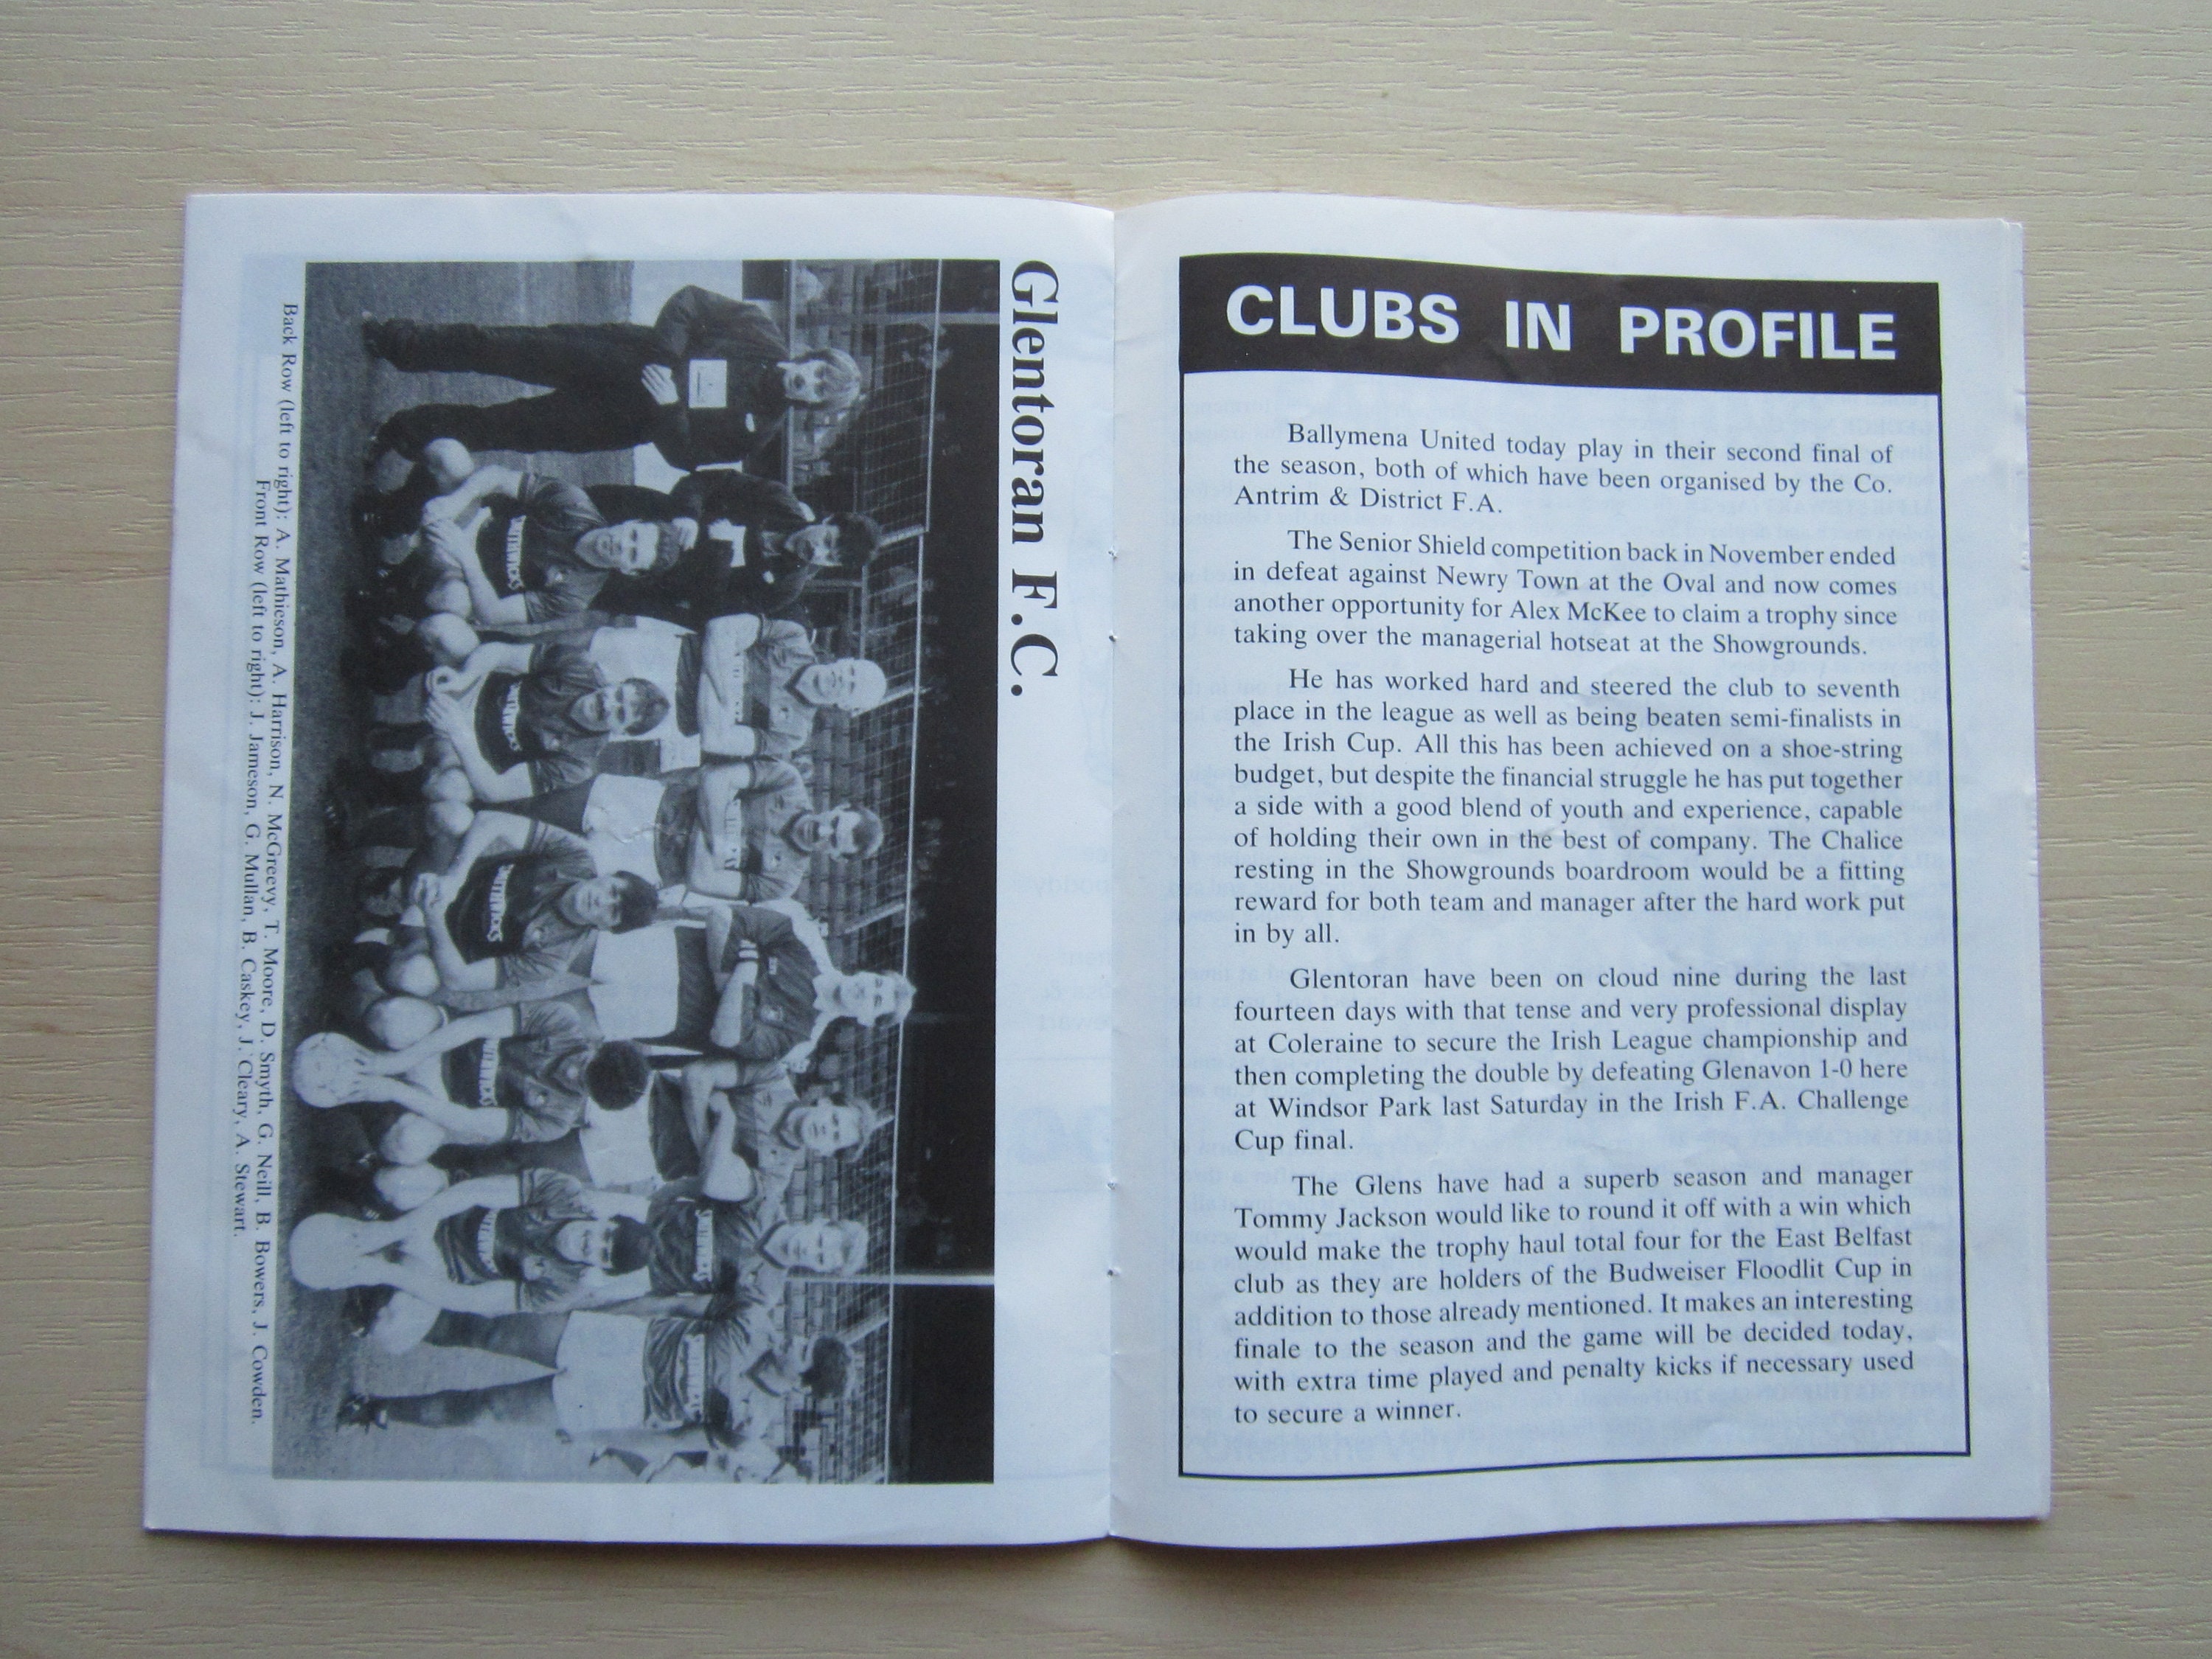 Glentoran F.C.
Back Row (left to right): A. Mathieson, A. Harrison, N. McGreevy, T. Moore, D. Smyth, G. Neill, B. Bowers, J. Cowden.
Front Row (left to right): J. Jameson, G. Mullan, B. Caskey, J. Cleary, A. Stewart.
CLUBS IN PROFILE
Ballymena United today play in their second final of
the season, both of which have been organised by the Co.
Antrim & District F.A.
The Senior Shield competition back in November ended
in defeat against Newry Town at the Oval and now comes
another opportunity for Alex McKee to claim a trophy since
taking over the managerial hotseat at the Showgrounds.
He has worked hard and steered the club to seventh
place in the league as well as being beaten semi-finalists in
the Irish Cup. All this has been achieved on a shoe-string
budget, but despite the financial struggle he has put together
a side with a good blend of youth and experience, capable
of holding their own in the best of company. The Chalice
resting in the Showgrounds boardroom would be a fitting
reward for both team and manager after the hard work put
in by all.
Glentoran have been on cloud nine during the last
fourteen days with that tense and very professional display
at Coleraine to secure the Irish League championship and
then completing the double by defeating Glenavon 1-0 here
at Windsor Park last Saturday in the Irish F.A. Challenge
Cup final.
The Glens have had a superb season and manager
Tommy Jackson would like to round it off with a win which
would make the trophy haul total four for the East Belfast
club as they are holders of the Budweiser Floodlit Cup in
addition to those already mentioned. It makes an interesting
finale to the season and the game will be decided today,
with extra time played and penalty kicks if necessary used
to secure a winner.